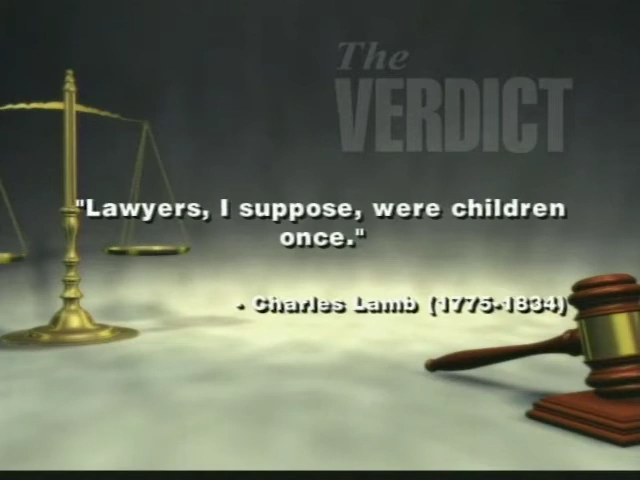 The
VERDICT
"Lawyers, I suppose, were children
once."
- Charles Lamb (1775-1834)